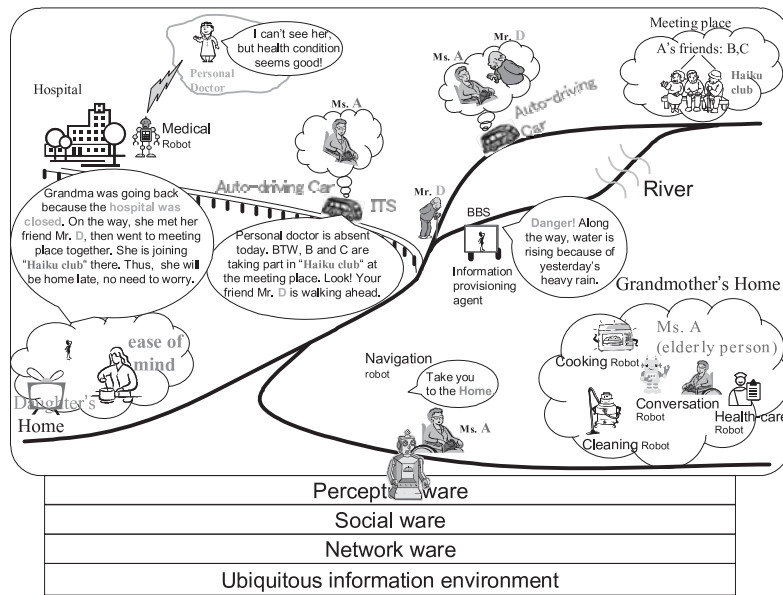 I can't see her,
but health condition
seems good!
Personal
Doctor
Hospital
Medical
Robot
Ms. A
Auto-driving Car
ITS
Ms. A
Mr. D
Auto-driving
Car
Meeting place
A's friends: B,C
Haiku
club
River
Mr. D
BBS
Information
provisioning
agent
Danger! Along
the way, water is
rising because of
yesterday's
heavy rain.
Grandma was going back
because the hospital was
closed. On the way, she met her
friend Mr. D, then went to meeting
place together. She is joining
"Haiku club" there. Thus, she will
be home late, no need to worry.
Personal doctor is absent
today. BTW, B and C are
taking part in "Haiku club" at
the meeting place. Look! Your
friend Mr. D is walking ahead.
ease of
mind
Daughter's
Home
Navigation
robot
Take you
to the Home
Ms. A
Grandmother's Home
Ms. A
(elderly person)
Cooking Robot
Conversation
Robot
Health-care
Robot
Cleaning Robot
ware
Social ware
Network ware
Ubiquitous information environment